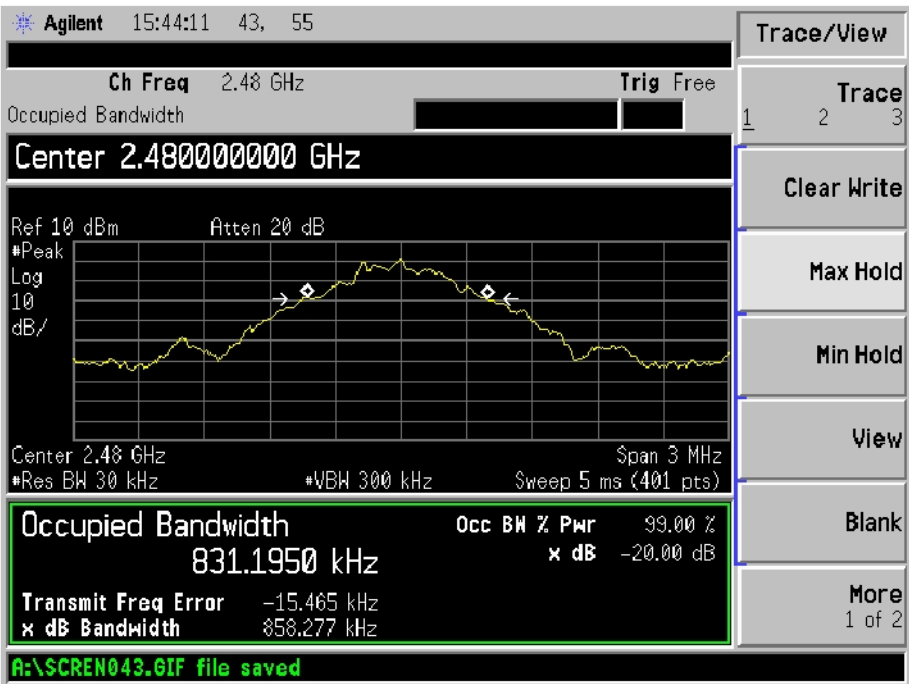 Agilent 15:44:11 43, 55
Trace/View
Ch Freq 2.48 GHz Trig Free
Occupied Bandwidth
Trace
1 2 3
Center 2.480000000 GHz
Clear Write
Ref 10 dBm Atten 20 dB
#Peak
Log
10
dB/
Max Hold
Min Hold
View
Center 2.48 GHz Span 3 MHz
#Res BW 30 kHz #VBW 300 kHz Sweep 5 ms (401 pts)
Occupied Bandwidth Occ BW % Pwr 99.00 %
831.1950 kHz x dB -20.00 dB
Blank
Transmit Freq Error -15.465 kHz
x dB Bandwidth 858.277 kHz
More
1 of 2
A:\SCREN043.GIF file saved